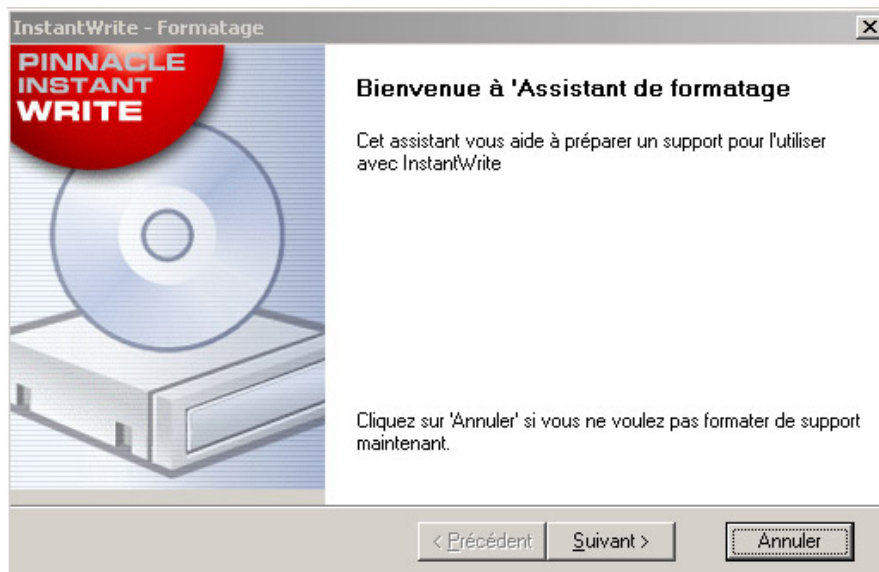 InstantWrite - Formatage
PINNACLE
INSTANT
WRITE
Bienvenue à 'Assistant de formatage
Cet assistant vous aide à préparer un support pour l'utiliser
avec InstantWrite
Cliquez sur 'Annuler' si vous ne voulez pas formater de support
maintenant.
< Précédent
Suivant >
Annuler